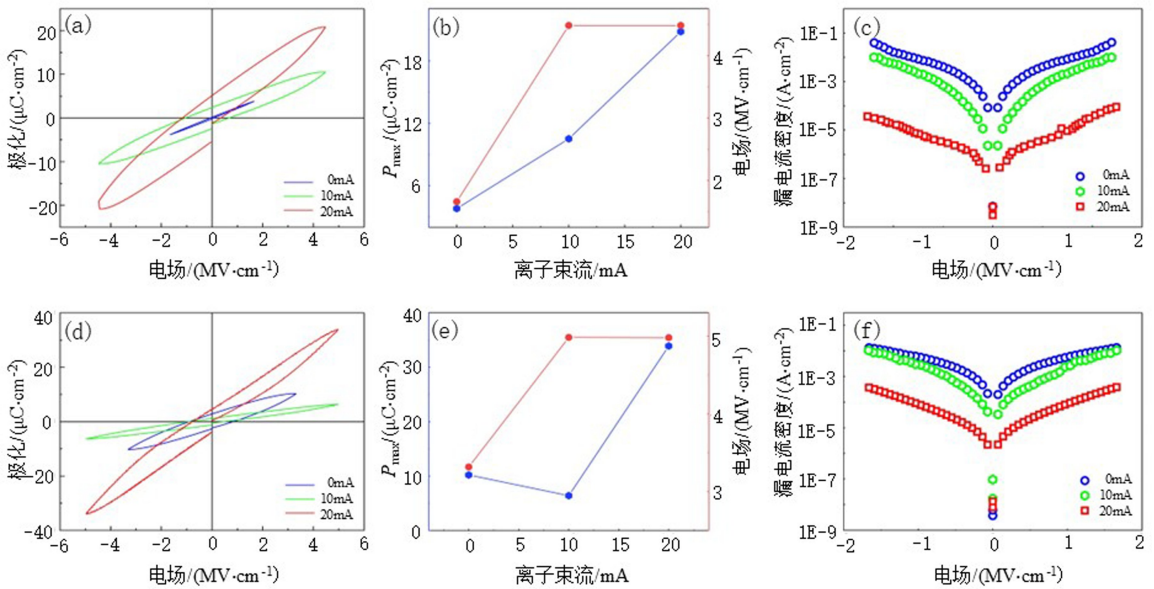 (a)
极化/(μC·cm⁻²)
20
10
0
−10
−20
0mA
10mA
20mA
−6 −4 −2 0 2 4 6
电场/(MV·cm⁻¹)
(b)
Pmax/(μC·cm⁻²)
18
12
6
4
3
2
电场/(MV·cm⁻¹)
0 5 10 15 20
离子束流/mA
(c)
漏电流密度/(A·cm⁻²)
1E−1
1E−3
1E−5
1E−7
1E−9
0mA
10mA
20mA
−2 −1 0 1 2
电场/(MV·cm⁻¹)
(d)
极化/(μC·cm⁻²)
40
20
0
−20
−40
0mA
10mA
20mA
−6 −4 −2 0 2 4 6
电场/(MV·cm⁻¹)
(e)
Pmax/(μC·cm⁻²)
40
30
20
10
0
5
4
3
电场/(MV·cm⁻¹)
0 5 10 15 20
离子束流/mA
(f)
漏电流密度/(A·cm⁻²)
1E−1
1E−3
1E−5
1E−7
1E−9
0mA
10mA
20mA
−2 −1 0 1 2
电场/(MV·cm⁻¹)